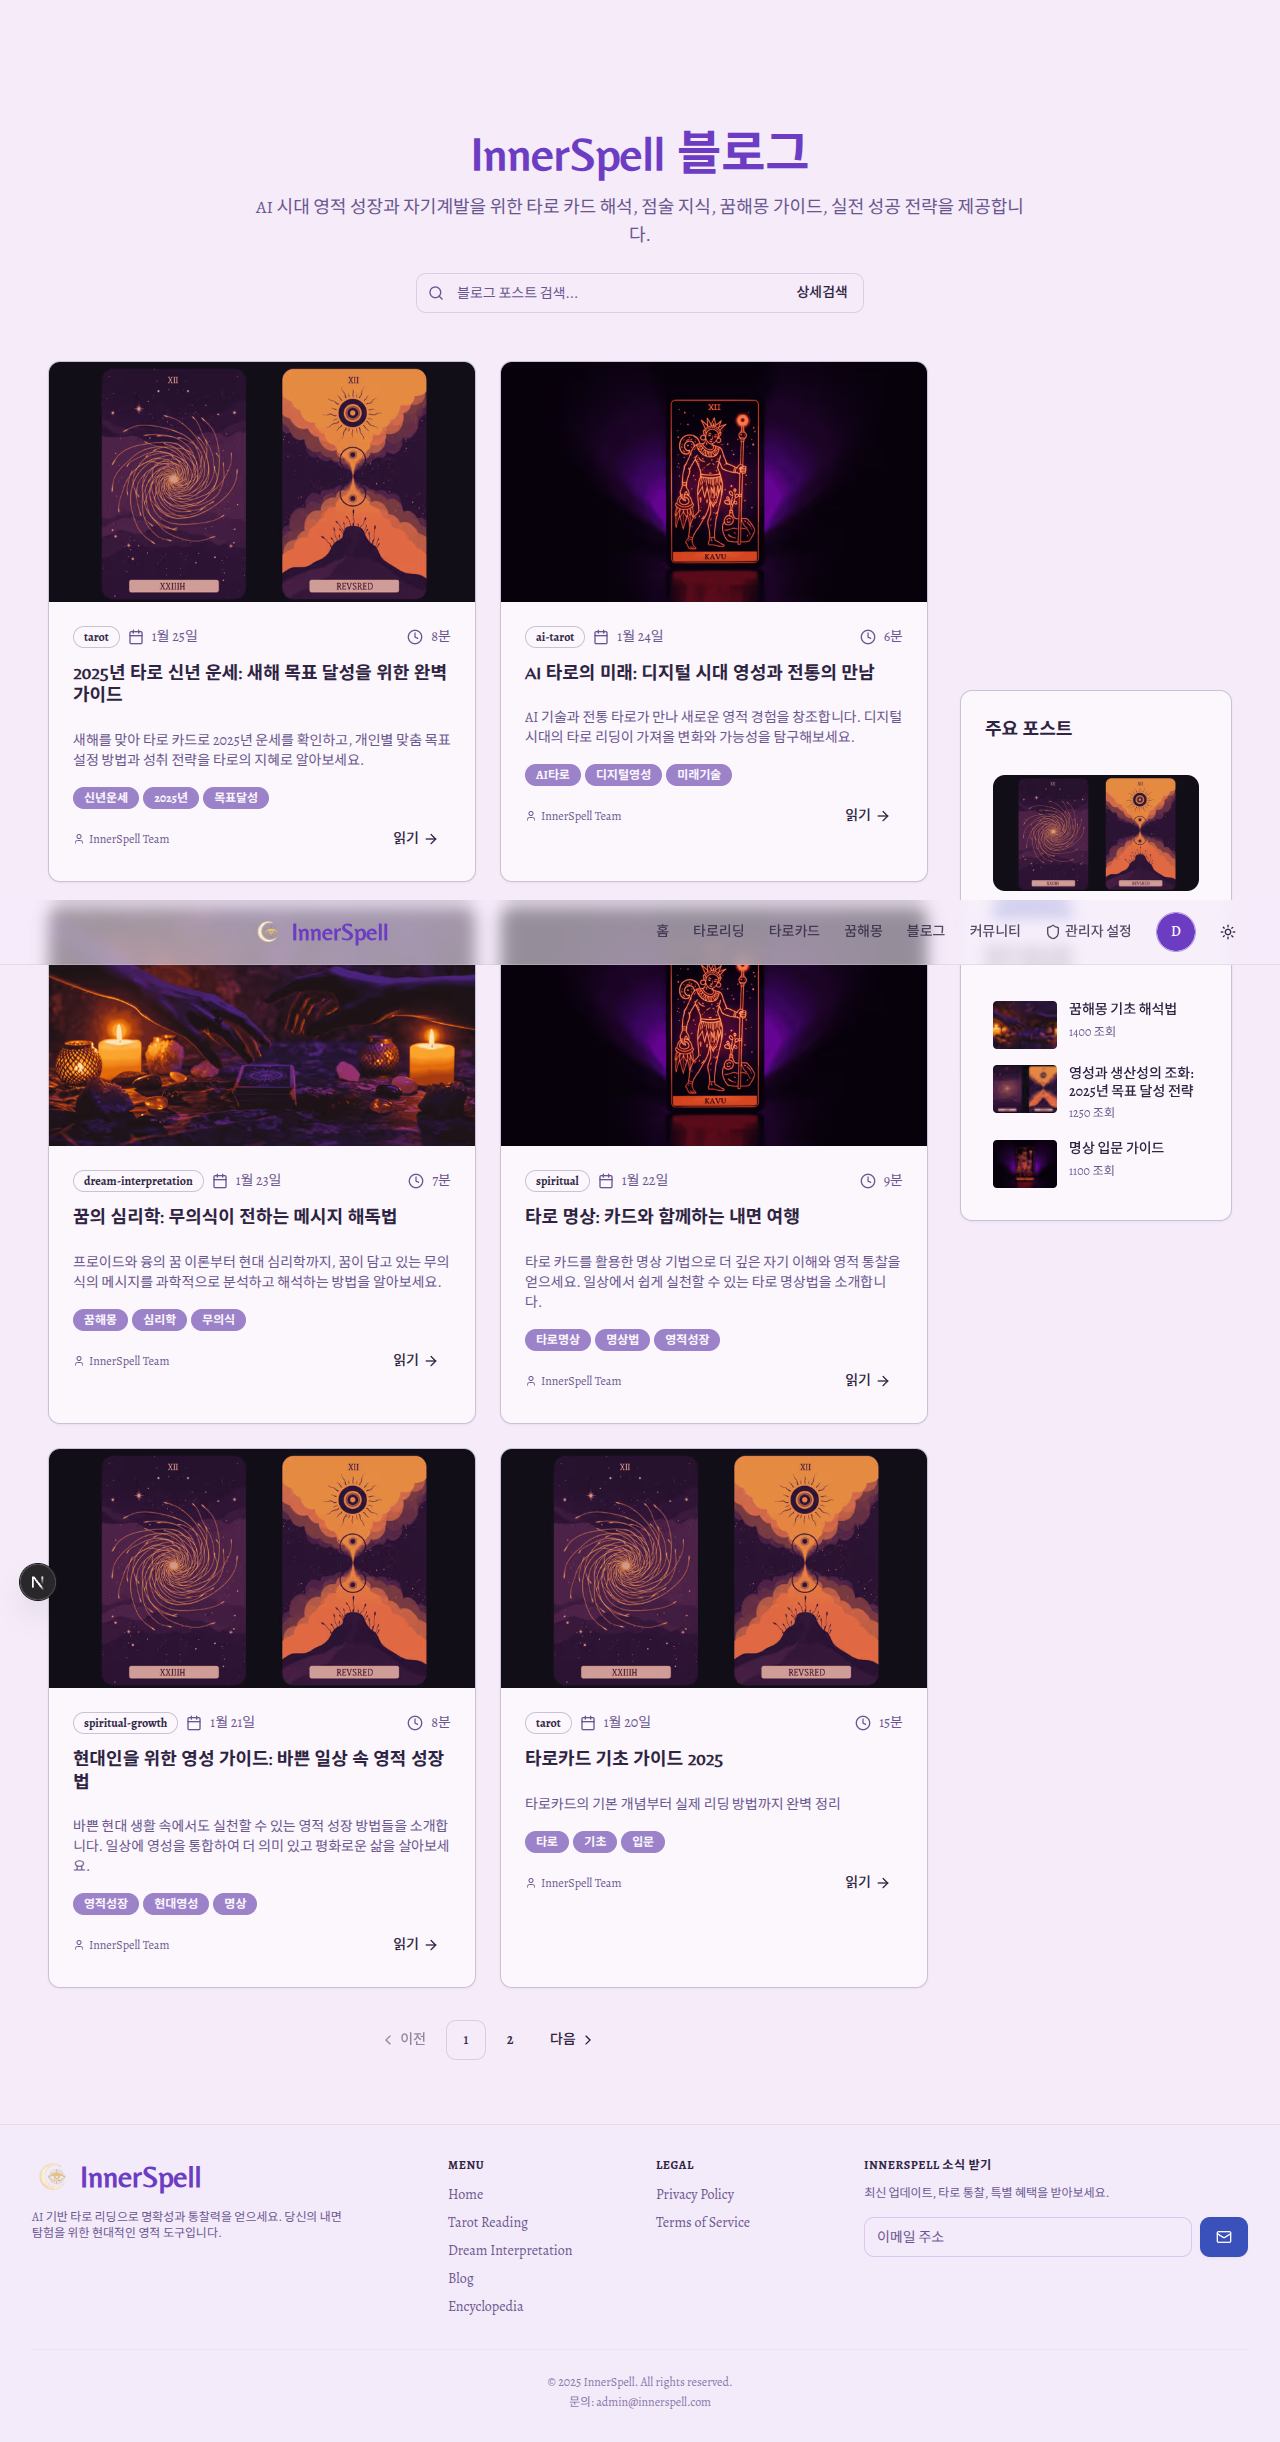 InnerSpell 블로그
AI 시대 영적 성장과 자기계발을 위한 타로 카드 해석, 점술 지식, 꿈해몽 가이드, 실전 성공 전략을 제공합니
다.
블로그 포스트 검색...
상세검색
XII
XII
XXIIIH
REVSRED
tarot
1월 25일
8분
2025년 타로 신년 운세: 새해 목표 달성을 위한 완벽
가이드
새해를 맞아 타로 카드로 2025년 운세를 확인하고, 개인별 맞춤 목표
설정 방법과 성취 전략을 타로의 지혜로 알아보세요.
신년운세
2025년
목표달성
InnerSpell Team
읽기
XII
KAVU
ai-tarot
1월 24일
6분
AI 타로의 미래: 디지털 시대 영성과 전통의 만남
AI 기술과 전통 타로가 만나 새로운 영적 경험을 창조합니다. 디지털
시대의 타로 리딩이 가져올 변화와 가능성을 탐구해보세요.
AI타로
디지털영성
미래기술
InnerSpell Team
읽기
주요 포스트
InnerSpell
홈
타로리딩
타로카드
꿈해몽
블로그
커뮤니티
관리자 설정
D
dream-interpretation
1월 23일
7분
꿈의 심리학: 무의식이 전하는 메시지 해독법
프로이드와 융의 꿈 이론부터 현대 심리학까지, 꿈이 담고 있는 무의
식의 메시지를 과학적으로 분석하고 해석하는 방법을 알아보세요.
꿈해몽
심리학
무의식
InnerSpell Team
읽기
KAVU
spiritual
1월 22일
9분
타로 명상: 카드와 함께하는 내면 여행
타로 카드를 활용한 명상 기법으로 더 깊은 자기 이해와 영적 통찰을
얻으세요. 일상에서 쉽게 실천할 수 있는 타로 명상법을 소개합니
다.
타로명상
명상법
영적성장
InnerSpell Team
읽기
꿈해몽 기초 해석법
1400 조회
영성과 생산성의 조화:
2025년 목표 달성 전략
1250 조회
명상 입문 가이드
1100 조회
XII
XII
XXIIIH
REVSRED
spiritual-growth
1월 21일
8분
현대인을 위한 영성 가이드: 바쁜 일상 속 영적 성장
법
바쁜 현대 생활 속에서도 실천할 수 있는 영적 성장 방법들을 소개합
니다. 일상에 영성을 통합하여 더 의미 있고 평화로운 삶을 살아보세
요.
영적성장
현대영성
명상
InnerSpell Team
읽기
XII
XII
XXIIIH
REVSRED
tarot
1월 20일
15분
타로카드 기초 가이드 2025
타로카드의 기본 개념부터 실제 리딩 방법까지 완벽 정리
타로
기초
입문
InnerSpell Team
읽기
이전
1
2
다음
InnerSpell
AI 기반 타로 리딩으로 명확성과 통찰력을 얻으세요. 당신의 내면
탐험을 위한 현대적인 영적 도구입니다.
MENU
Home
Tarot Reading
Dream Interpretation
Blog
Encyclopedia
LEGAL
Privacy Policy
Terms of Service
INNERSPELL 소식 받기
최신 업데이트, 타로 통찰, 특별 혜택을 받아보세요.
이메일 주소
© 2025 InnerSpell. All rights reserved.
문의: admin@innerspell.com